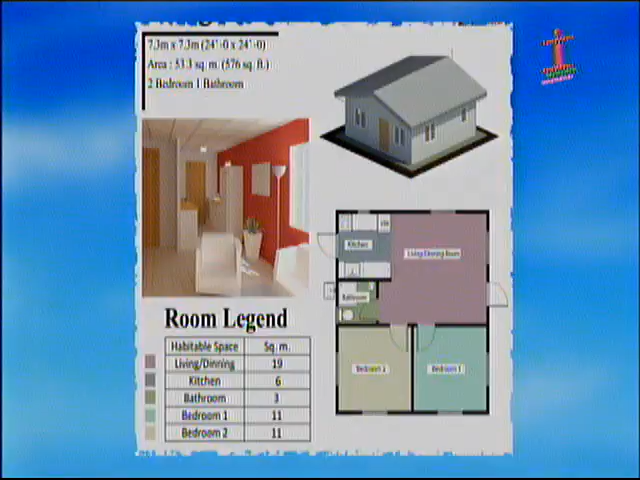 7.3m x 7.3m (24'-0 x 24'-0)
Area : 53.3 sq. m. (576 sq. ft.)
2 Bedroom 1 Bathroom
Kitchen
Living/Dinning Room
Bathroom
Bedroom 2
Bedroom 1
Room Legend
Habitable Space Sq. m.
Living/Dinning 19
Kitchen 6
Bathroom 3
Bedroom 1 11
Bedroom 2 11